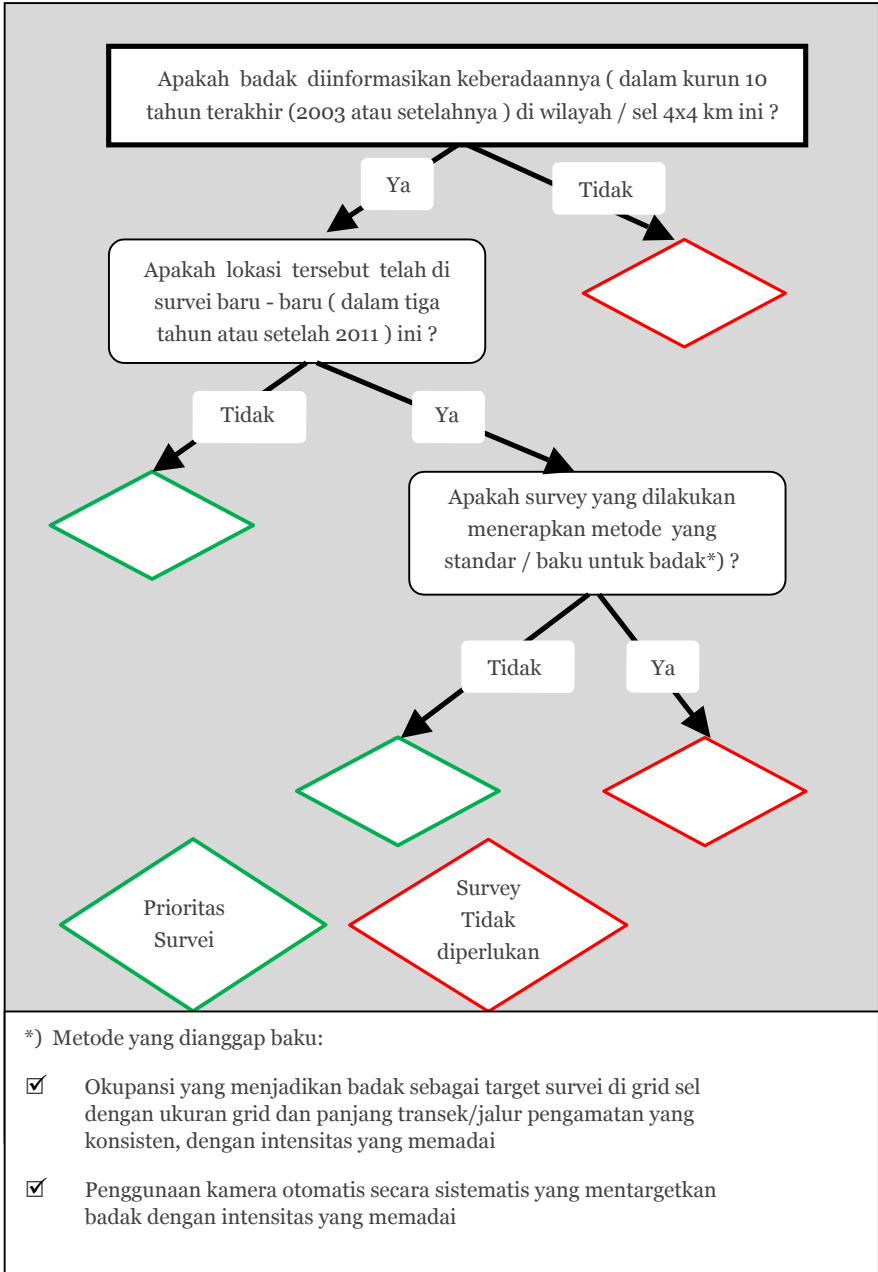 Apakah badak diinformasikan keberadaannya ( dalam kurun 10
tahun terakhir (2003 atau setelahnya ) di wilayah / sel 4x4 km ini ?
Ya
Tidak
Apakah lokasi tersebut telah di
survei baru - baru ( dalam tiga
tahun atau setelah 2011 ) ini ?
Tidak
Ya
Apakah survey yang dilakukan
menerapkan metode yang
standar / baku untuk badak*) ?
Tidak
Ya
Prioritas
Survei
Survey
Tidak
diperlukan
*) Metode yang dianggap baku:
☑ Okupansi yang menjadikan badak sebagai target survei di grid sel
dengan ukuran grid dan panjang transek/jalur pengamatan yang
konsisten, dengan intensitas yang memadai
☑ Penggunaan kamera otomatis secara sistematis yang mentargetkan
badak dengan intensitas yang memadai